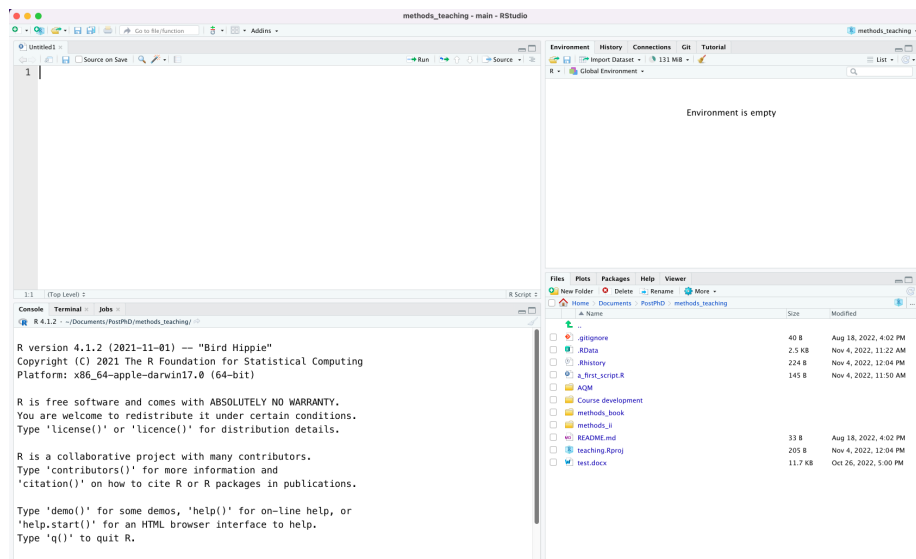 methods_teaching - main - RStudio
Go to file/function
Addins
methods_teaching
Untitled1
Source on Save
Run
Source
1
1:1 (Top Level)
R Script
Console Terminal Jobs
R 4.1.2 · ~/Documents/PostPhD/methods_teaching/
R version 4.1.2 (2021-11-01) -- "Bird Hippie"
Copyright (C) 2021 The R Foundation for Statistical Computing
Platform: x86_64-apple-darwin17.0 (64-bit)
R is free software and comes with ABSOLUTELY NO WARRANTY.
You are welcome to redistribute it under certain conditions.
Type 'license()' or 'licence()' for distribution details.
R is a collaborative project with many contributors.
Type 'contributors()' for more information and
'citation()' on how to cite R or R packages in publications.
Type 'demo()' for some demos, 'help()' for on-line help, or
'help.start()' for an HTML browser interface to help.
Type 'q()' to quit R.
Environment History Connections Git Tutorial
Import Dataset 131 MiB List
R Global Environment
Environment is empty
Files Plots Packages Help Viewer
New Folder Delete Rename More
Home Documents PostPhD methods_teaching ...
Name Size Modified
..
.gitignore 40 B Aug 18, 2022, 4:02 PM
.RData 2.5 KB Nov 4, 2022, 11:22 AM
.Rhistory 224 B Nov 4, 2022, 12:04 PM
a_first_script.R 145 B Nov 4, 2022, 11:50 AM
AQM
Course development
methods_book
methods_ii
README.md 33 B Aug 18, 2022, 4:02 PM
teaching.Rproj 205 B Nov 4, 2022, 12:04 PM
test.docx 11.7 KB Oct 26, 2022, 5:00 PM